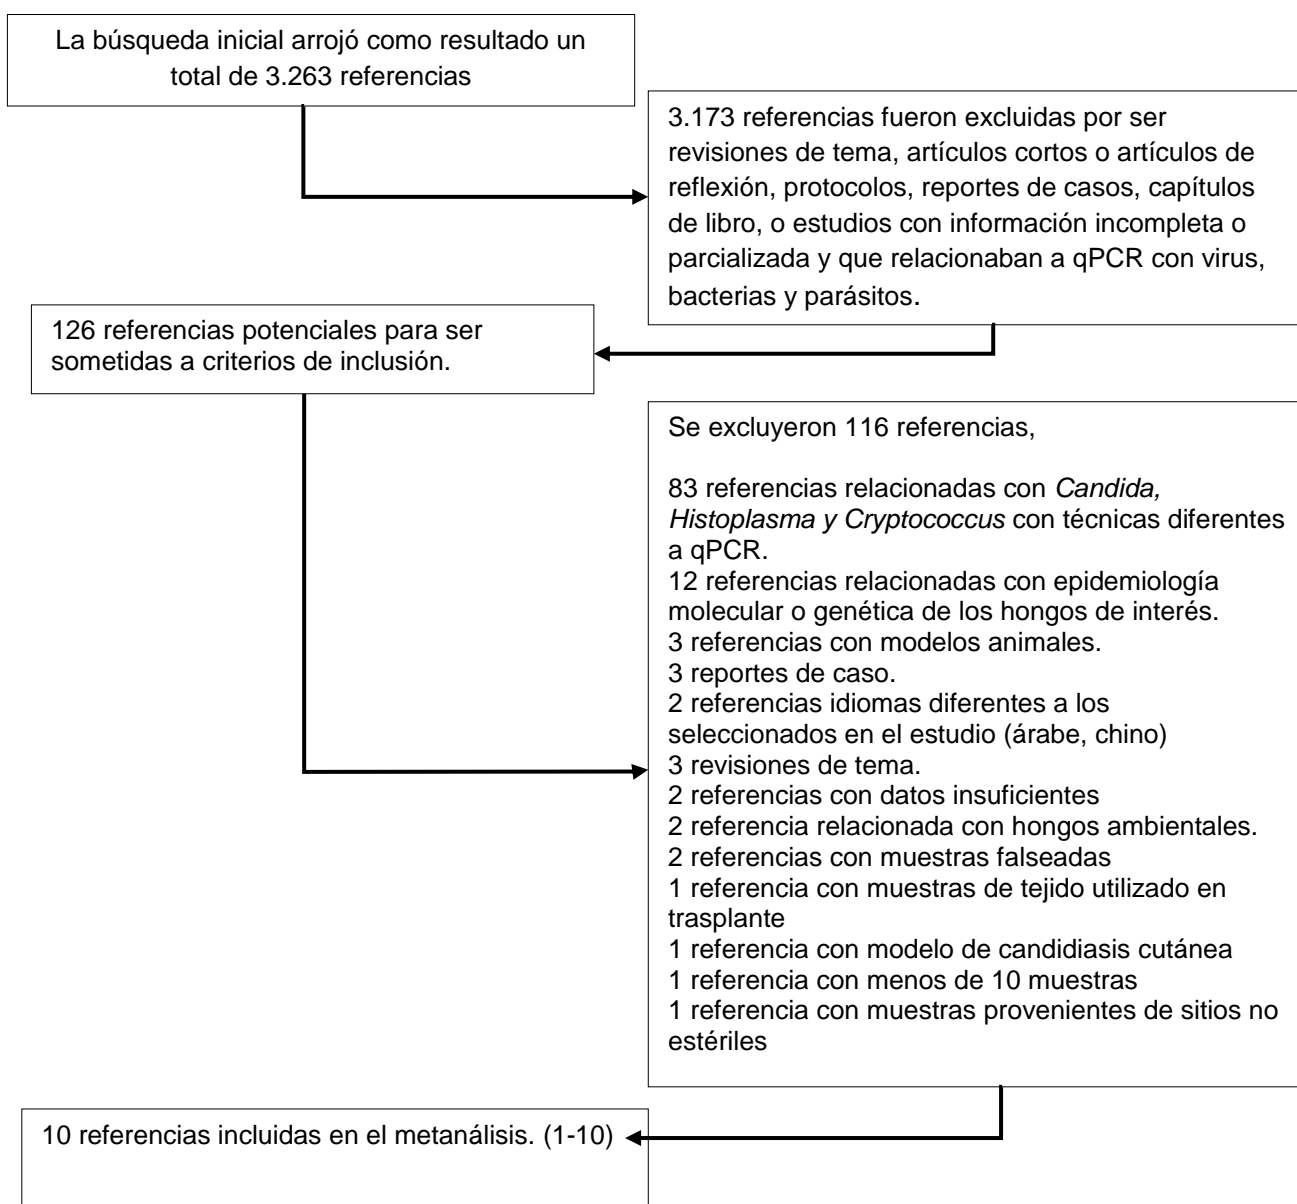 La búsqueda inicial arrojó como resultado un
total de 3.263 referencias
3.173 referencias fueron excluidas por ser
revisiones de tema, artículos cortos o artículos de
reflexión, protocolos, reportes de casos, capítulos
de libro, o estudios con información incompleta o
parcializada y que relacionaban a qPCR con virus,
bacterias y parásitos.
126 referencias potenciales para ser
sometidas a criterios de inclusión.
Se excluyeron 116 referencias,
83 referencias relacionadas con Candida,
Histoplasma y Cryptococcus con técnicas diferentes
a qPCR.
12 referencias relacionadas con epidemiología
molecular o genética de los hongos de interés.
3 referencias con modelos animales.
3 reportes de caso.
2 referencias idiomas diferentes a los
seleccionados en el estudio (árabe, chino)
3 revisiones de tema.
2 referencias con datos insuficientes
2 referencia relacionada con hongos ambientales.
2 referencias con muestras falseadas
1 referencia con muestras de tejido utilizado en
trasplante
1 referencia con modelo de candidiasis cutánea
1 referencia con menos de 10 muestras
1 referencia con muestras provenientes de sitios no
estériles
10 referencias incluidas en el metanálisis. (1-10)